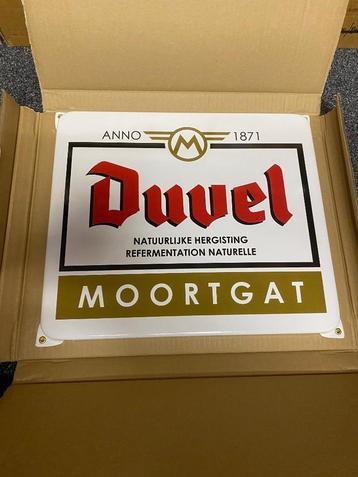 ANNO M 1871
Duvel
NATUURLIJKE HERGISTING
REFERMENTATION NATURELLE
MOORTGAT